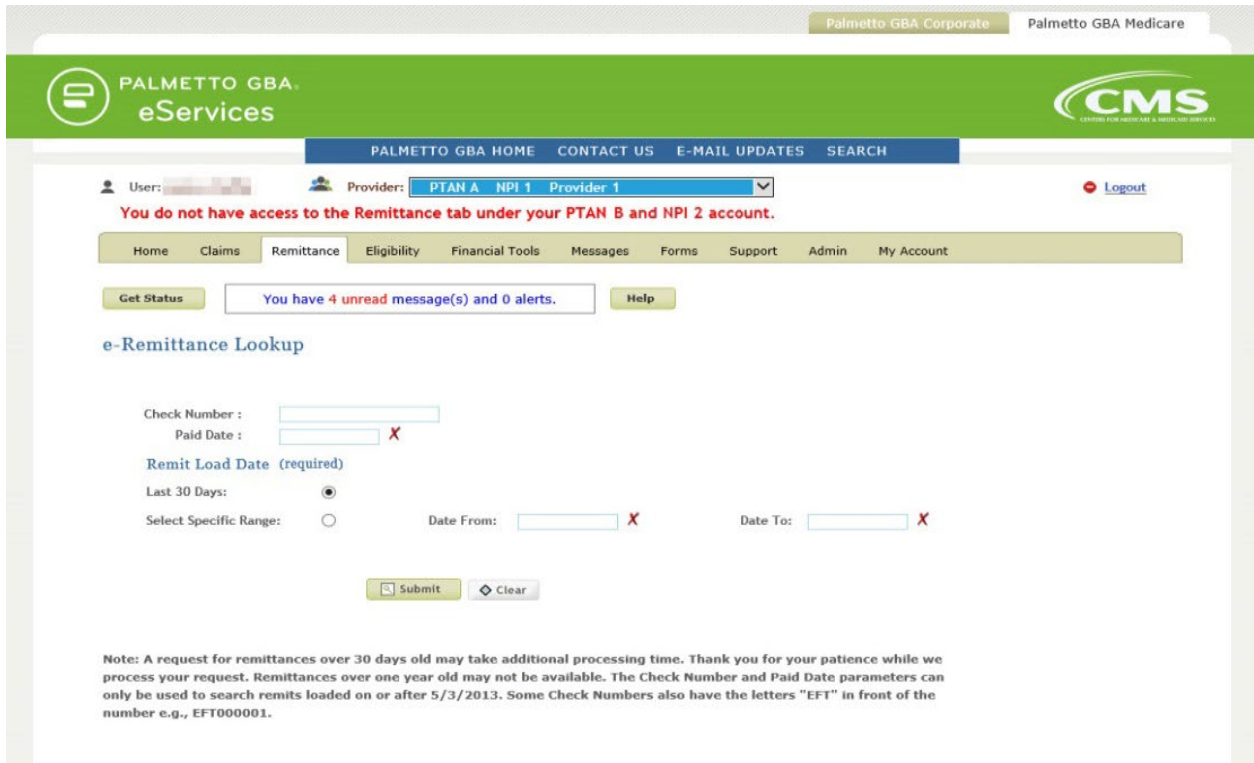 Palmetto GBA Corporate Palmetto GBA Medicare
PALMETTO GBA.
eServices
CMS
CENTERS FOR MEDICARE & MEDICAID SERVICES
PALMETTO GBA HOME CONTACT US E-MAIL UPDATES SEARCH
User: Provider: PTAN A NPI 1 Provider 1 Logout
You do not have access to the Remittance tab under your PTAN B and NPI 2 account.
Home Claims Remittance Eligibility Financial Tools Messages Forms Support Admin My Account
Get Status You have 4 unread message(s) and 0 alerts. Help
e-Remittance Lookup
Check Number :
Paid Date : X
Remit Load Date (required)
Last 30 Days:
Select Specific Range: Date From: X Date To: X
Submit Clear
Note: A request for remittances over 30 days old may take additional processing time. Thank you for your patience while we
process your request. Remittances over one year old may not be available. The Check Number and Paid Date parameters can
only be used to search remits loaded on or after 5/3/2013. Some Check Numbers also have the letters "EFT" in front of the
number e.g., EFT000001.